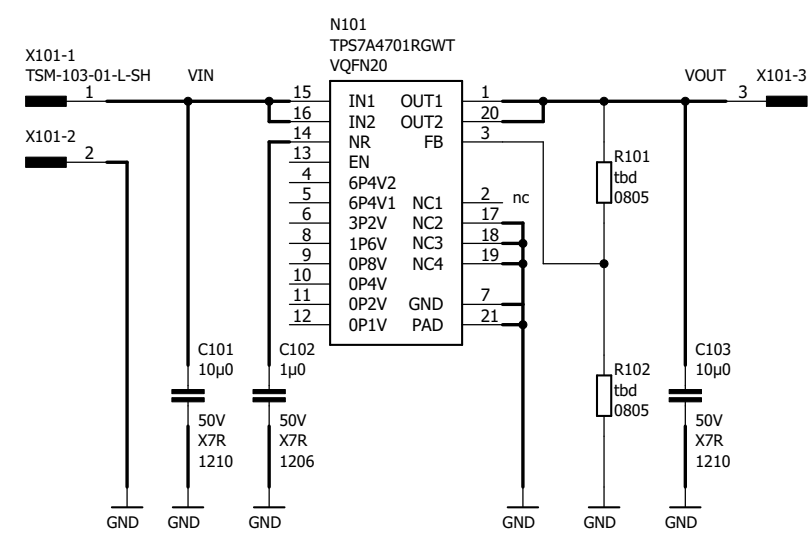 N101
TPS7A4701RGWT
VQFN20
X101-1
TSM-103-01-L-SH
VIN
VOUT
X101-3
1
15
IN1
OUT1
1
3
16
IN2
OUT2
20
X101-2
14
NR
FB
3
2
13
EN
R101
tbd
0805
4
6P4V2
5
6P4V1
NC1
2
nc
6
3P2V
NC2
17
8
1P6V
NC3
18
9
0P8V
NC4
19
10
0P4V
11
0P2V
GND
7
12
0P1V
PAD
21
C101
10µ0
50V
X7R
1210
C102
1µ0
50V
X7R
1206
R102
tbd
0805
C103
10µ0
50V
X7R
1210
GND
GND
GND
GND
GND
GND